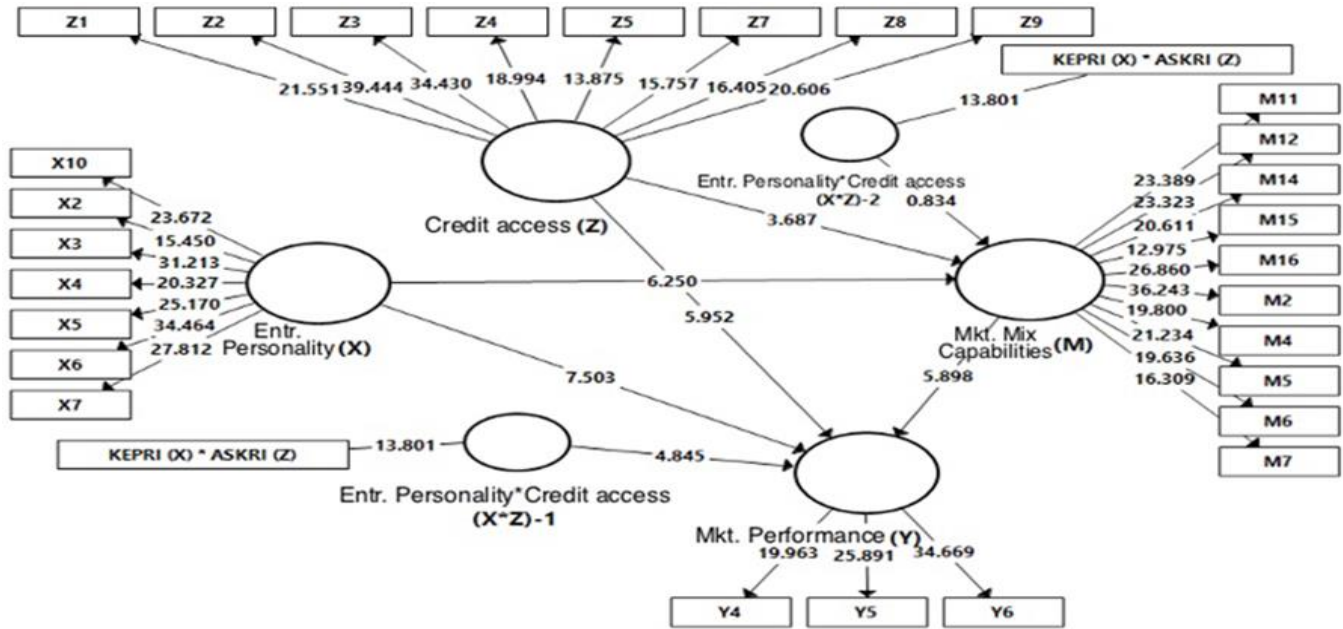 Z1
Z2
Z3
Z4
Z5
Z7
Z8
Z9
21.551
39.444
34.430
18.994
13.875
15.757
16.405
20.606
KEPRI (X) * ASKRI (Z)
13.801
Entr. Personality*Credit access
(X*Z)-2
0.834
Credit access (Z)
3.687
X10
X2
X3
X4
X5
X6
X7
23.672
15.450
31.213
20.327
25.170
34.464
27.812
Entr.
Personality (X)
6.250
5.952
7.503
M11
M12
M14
M15
M16
M2
M4
M5
M6
M7
23.389
23.323
20.611
12.975
26.860
36.243
19.800
21.234
19.636
16.309
Mkt. Mix
Capabilities (M)
5.898
KEPRI (X) * ASKRI (Z)
13.801
4.845
Entr. Personality*Credit access
(X*Z)-1
Mkt. Performance (Y)
19.963
25.891
34.669
Y4
Y5
Y6